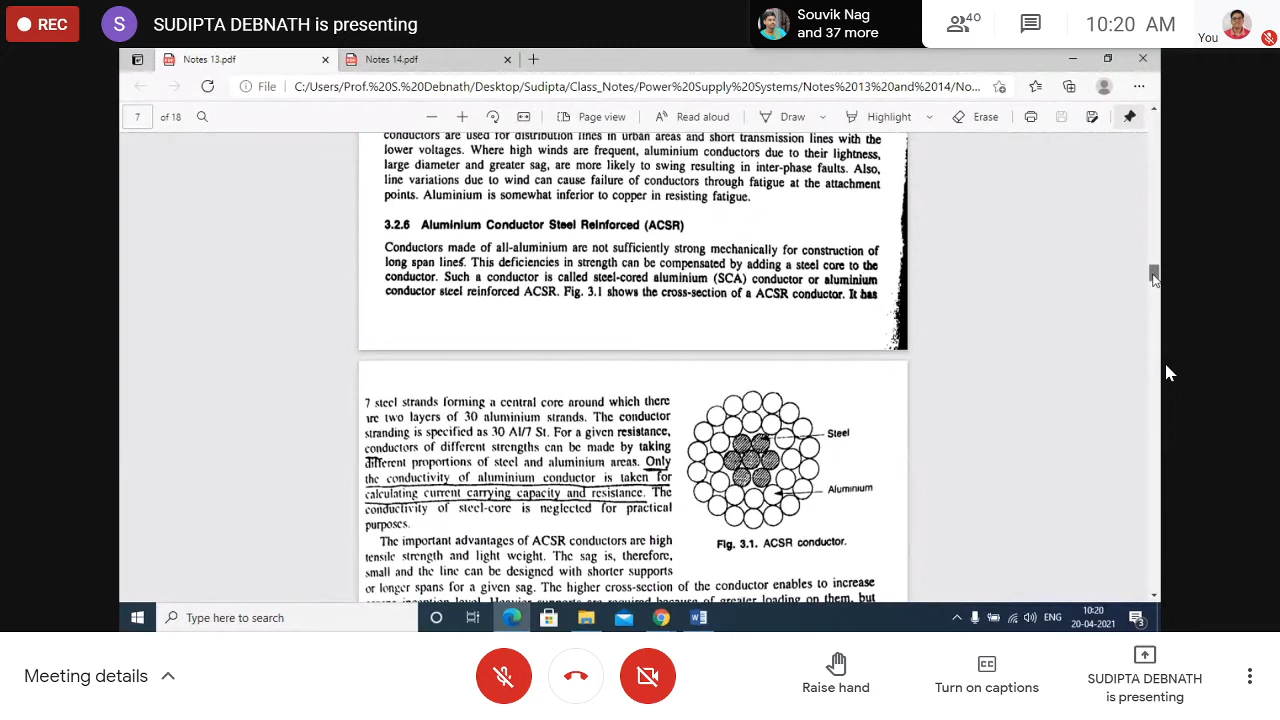 REC
S
SUDIPTA DEBNATH is presenting
Souvik Nag
and 37 more
40
10:20 AM
You
Notes 13.pdf
Notes 14.pdf
File
C:/Users/Prof.%20S.%20Debnath/Desktop/Sudipta/Class_Notes/Power%20Supply%20Systems/Notes%2013%20and%2014/No...
7
of 18
Page view
Read aloud
Draw
Highlight
Erase
conductors are used for distribution lines in urban areas and short transmission lines with the
lower voltages. Where high winds are frequent, aluminium conductors due to their lightness,
large diameter and greater sag, are more likely to swing resulting in inter-phase faults. Also,
line variations due to wind can cause failure of conductors through fatigue at the attachment
points. Aluminium is somewhat inferior to copper in resisting fatigue.
3.2.6 Aluminium Conductor Steel Reinforced (ACSR)
Conductors made of all-aluminium are not sufficiently strong mechanically for construction of
long span lines. This deficiencies in strength can be compensated by adding a steel core to the
conductor. Such a conductor is called steel-cored aluminium (SCA) conductor or aluminium
conductor steel reinforced ACSR. Fig. 3.1 shows the cross-section of a ACSR conductor. It has
7 steel strands forming a central core around which there
are two layers of 30 aluminium strands. The conductor
stranding is specified as 30 Al/7 St. For a given resistance,
conductors of different strengths can be made by taking
different proportions of steel and aluminium areas. Only
the conductivity of aluminium conductor is taken for
calculating current carrying capacity and resistance. The
conductivity of steel-core is neglected for practical
purposes.
Steel
Aluminium
Fig. 3.1. ACSR conductor.
The important advantages of ACSR conductors are high
tensile strength and light weight. The sag is, therefore,
small and the line can be designed with shorter supports
or longer spans for a given sag. The higher cross-section of the conductor enables to increase
Heavier supports are required because of greater loading on them, but
Type here to search
ENG
10:20
20-04-2021
3
Meeting details
Raise hand
Turn on captions
SUDIPTA DEBNATH
is presenting